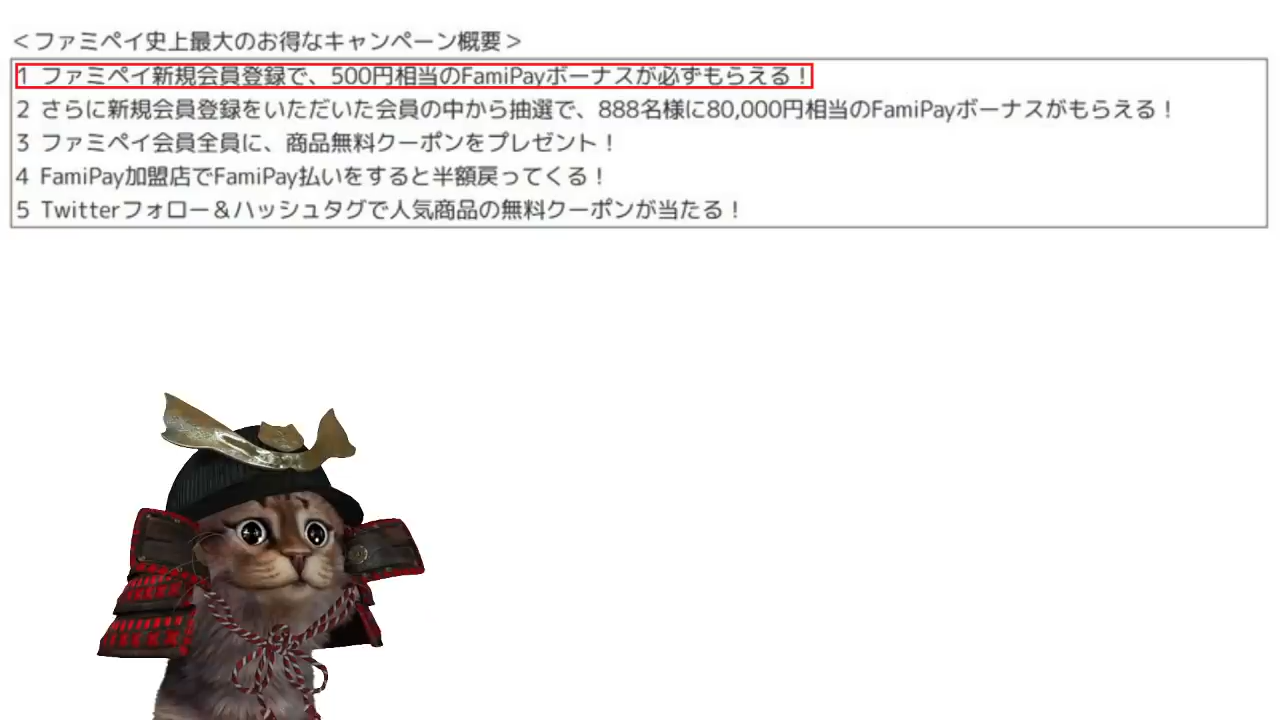 ＜ファミペイ史上最大のお得なキャンペーン概要＞
1 ファミペイ新規会員登録で、500円相当のFamiPayボーナスが必ずもらえる！
2 さらに新規会員登録をいただいた会員の中から抽選で、888名様に80,000円相当のFamiPayボーナスがもらえる！
3 ファミペイ会員全員に、商品無料クーポンをプレゼント！
4 FamiPay加盟店でFamiPay払いをすると半額戻ってくる！
5 Twitterフォロー＆ハッシュタグで人気商品の無料クーポンが当たる！